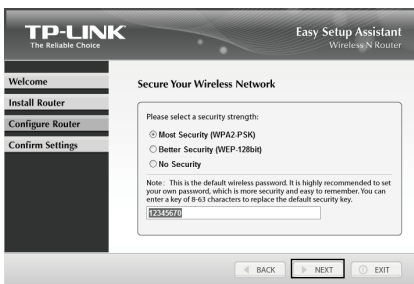 TP-LINK
The Reliable Choice
Easy Setup Assistant
Wireless N Router
Welcome
Install Router
Configure Router
Confirm Settings
Secure Your Wireless Network
Please select a security strength:
Most Security (WPA2-PSK)
Better Security (WEP-128bit)
No Security
Note : This is the default wireless password. It is highly recommended to set
your own password, which is more security and easy to remember. You can
enter a key of 8-63 characters to replace the default security key.
12345670
BACK
NEXT
EXIT